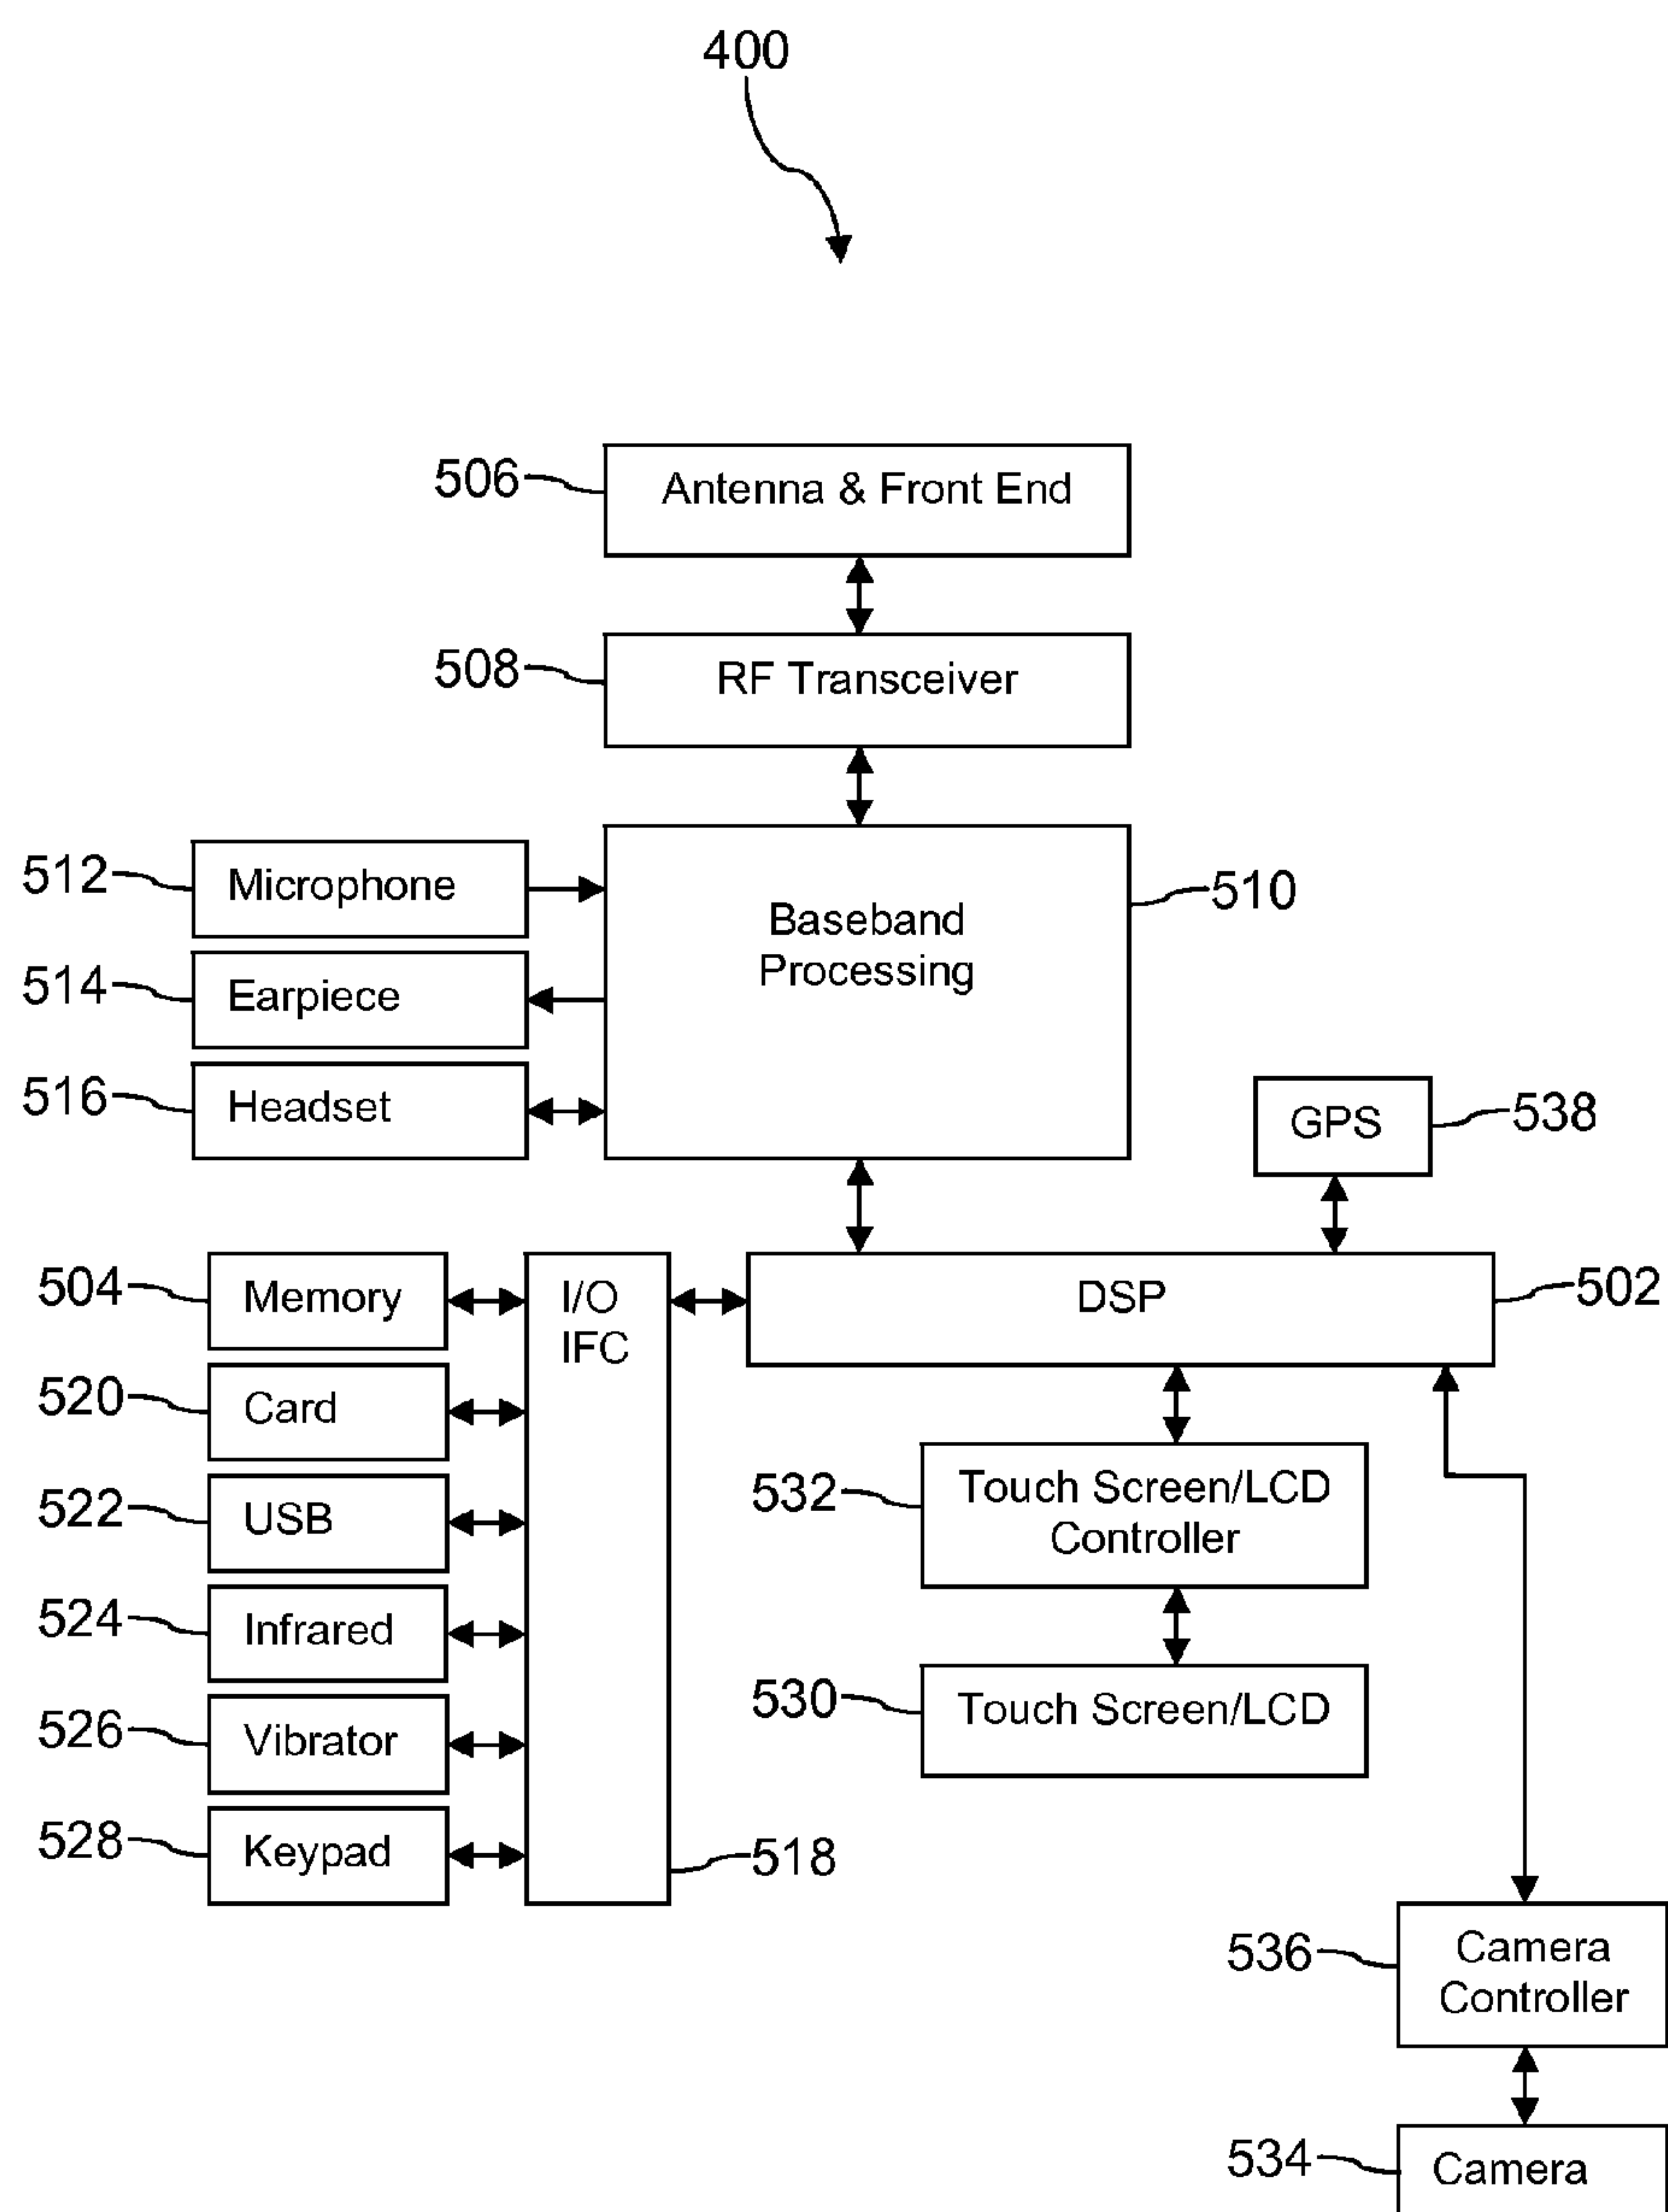 400
506
Antenna & Front End
508
RF Transceiver
512
Microphone
510
Baseband
Processing
514
Earpiece
516
Headset
GPS
538
504
Memory
I/O
IFC
DSP
502
520
Card
522
USB
532
Touch Screen/LCD
Controller
524
Infrared
530
Touch Screen/LCD
526
Vibrator
528
Keypad
518
536
Camera
Controller
534
Camera